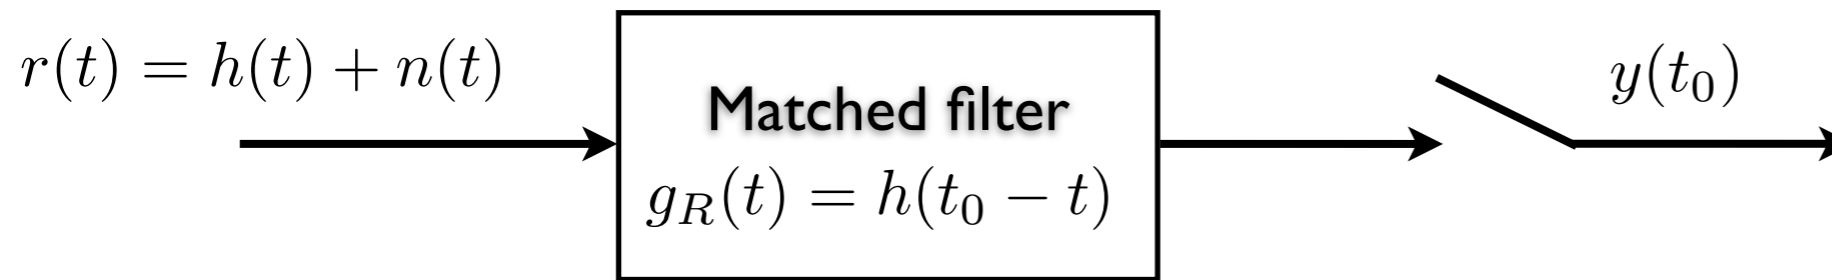 r(t) = h(t) + n(t)
Matched filter
g_R(t) = h(t_0 − t)
y(t_0)